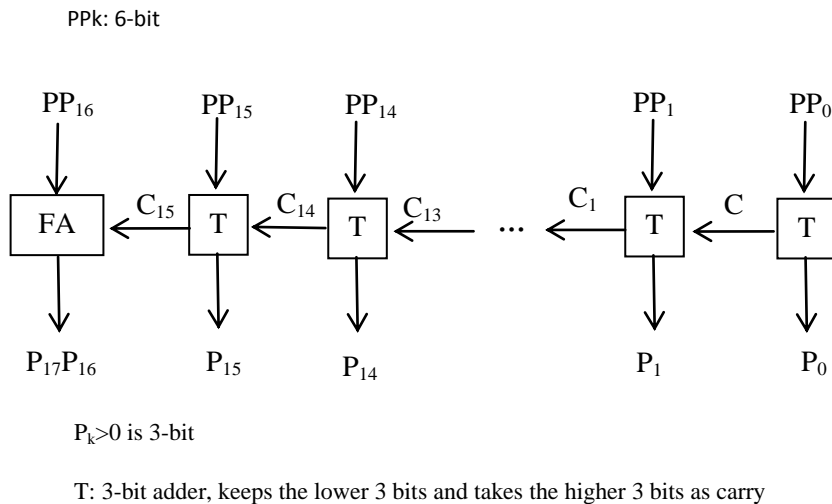 PPk: 6-bit
PP₁₆ PP₁₅ PP₁₄ PP₁ PP₀
C₁₅ C₁₄ C₁₃ C₁ C
FA T T ... T T
P₁₇P₁₆ P₁₅ P₁₄ P₁ P₀
Pₖ>0 is 3-bit
T: 3-bit adder, keeps the lower 3 bits and takes the higher 3 bits as carry